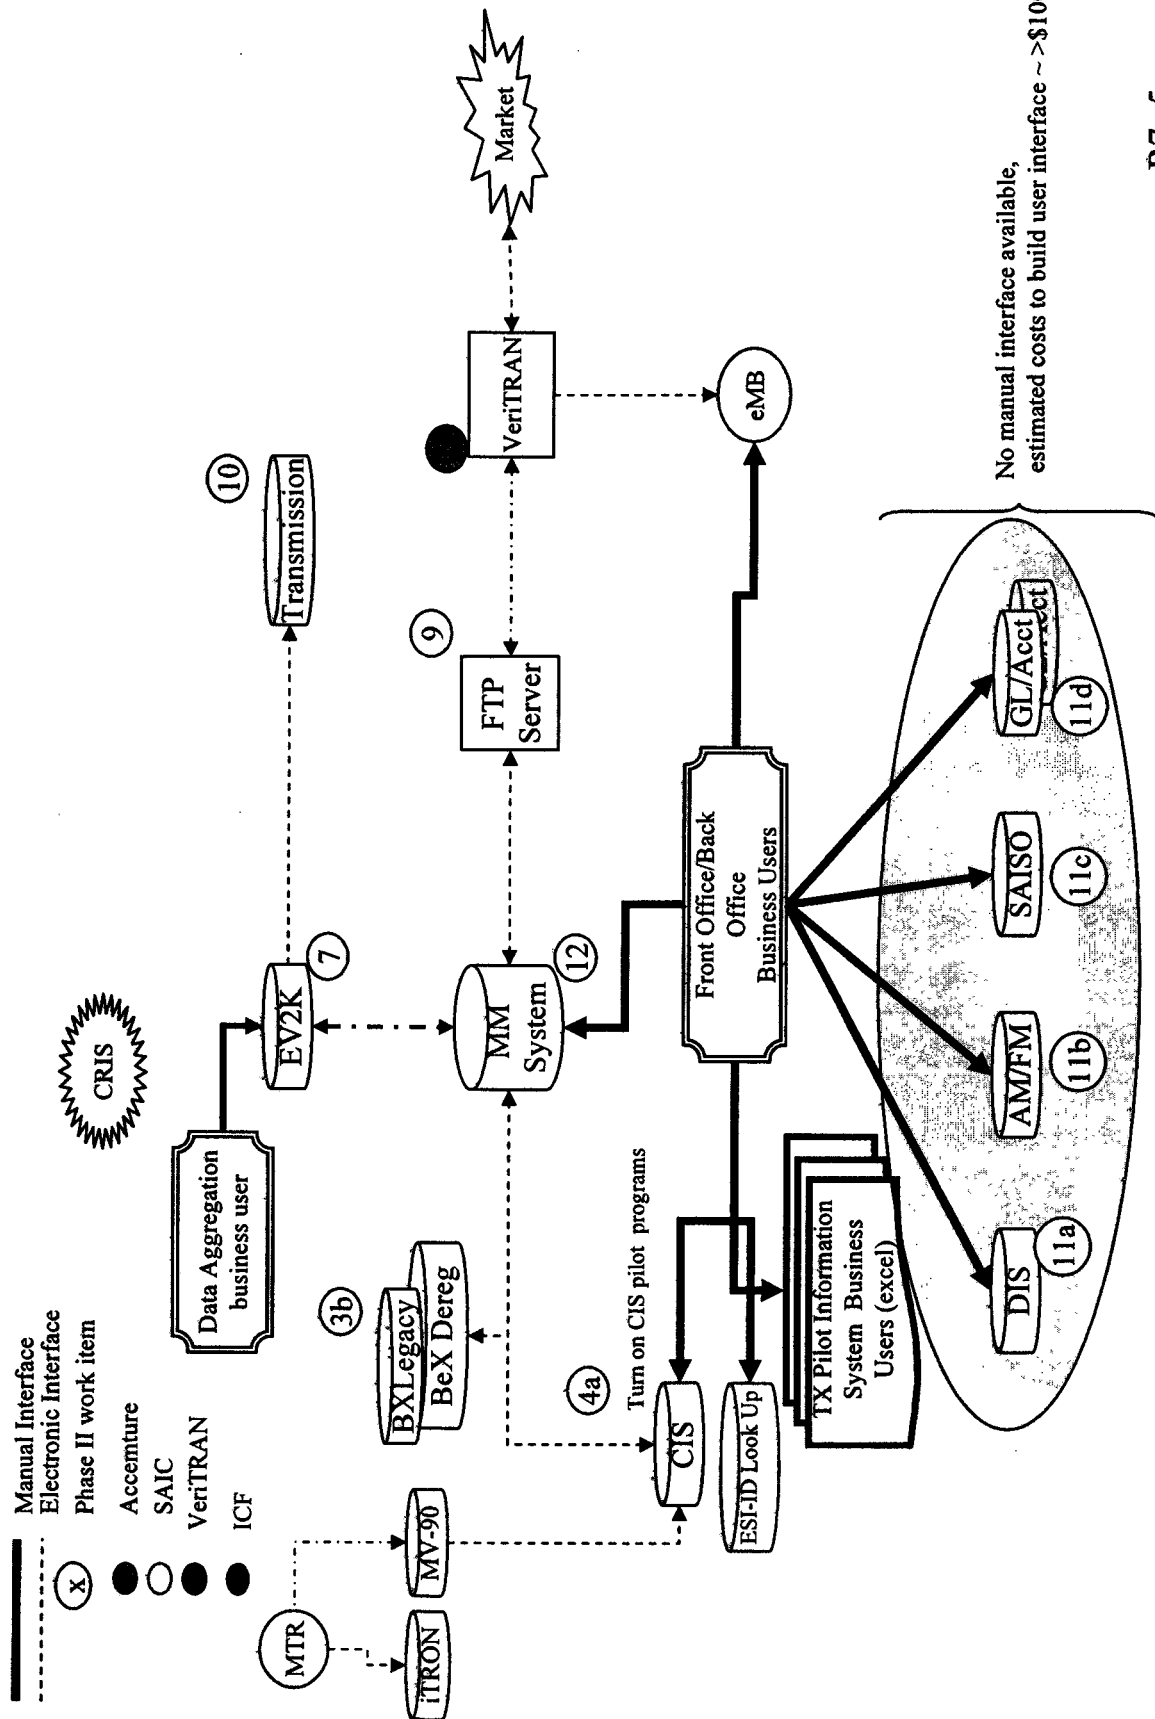 Manual Interface
Electronic Interface
x
Phase II work item
Accemture
SAIC
VeriTRAN
ICF
MTR
iTRON
MV-90
3b
BXLegacy
BeX Dereg
Data Aggregation
business user
CRIS
EV2K
7
10
Transmission
MM
System
12
9
FTP
Server
VeriTRAN
Market
4a
Turn on CIS pilot programs
CIS
ESI-ID Look Up
TX Pilot Information
System Business
Users (excel)
Front Office/Back
Office
Business Users
eMB
DIS
11a
AM/FM
11b
SAISO
11c
GL/Acct
11d
No manual interface available,
estimated costs to build user interface ~ >$10